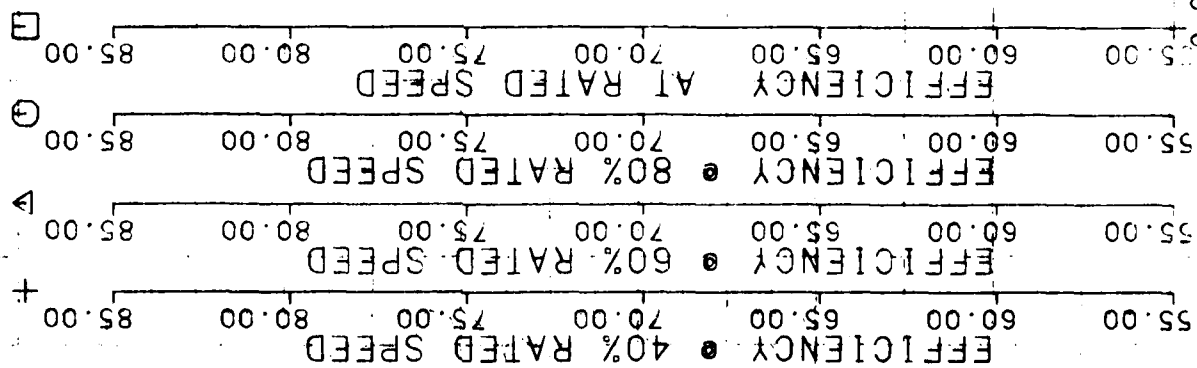 EFFICIENCY @ 40% RATED SPEED
55.00 60.00 65.00 70.00 75.00 80.00 85.00
EFFICIENCY @ 60% RATED SPEED
55.00 60.00 65.00 70.00 75.00 80.00 85.00
EFFICIENCY @ 80% RATED SPEED
55.00 60.00 65.00 70.00 75.00 80.00 85.00
EFFICIENCY AT RATED SPEED
60.00 65.00 70.00 75.00 80.00 85.00